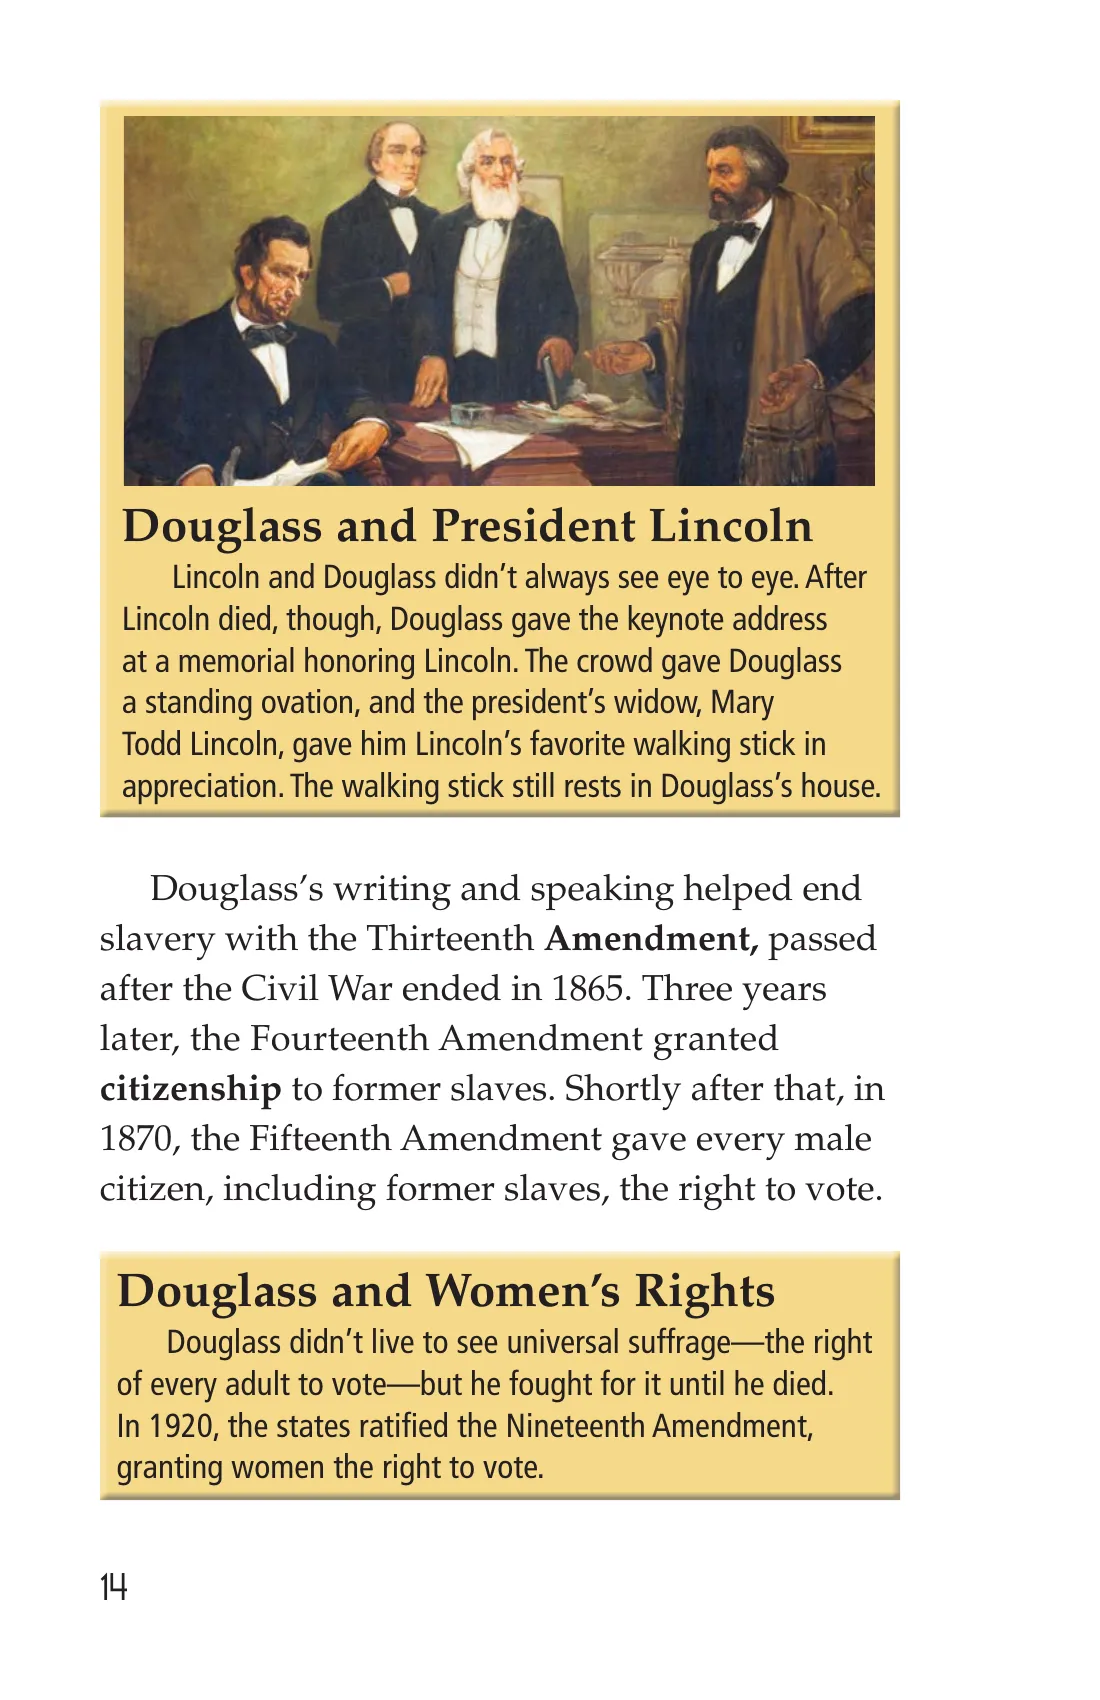 Douglass and President Lincoln
Lincoln and Douglass didn’t always see eye to eye. After
Lincoln died, though, Douglass gave the keynote address
at a memorial honoring Lincoln. The crowd gave Douglass
a standing ovation, and the president’s widow, Mary
Todd Lincoln, gave him Lincoln’s favorite walking stick in
appreciation. The walking stick still rests in Douglass’s house.
Douglass’s writing and speaking helped end
slavery with the Thirteenth Amendment, passed
after the Civil War ended in 1865. Three years
later, the Fourteenth Amendment granted
citizenship to former slaves. Shortly after that, in
1870, the Fifteenth Amendment gave every male
citizen, including former slaves, the right to vote.
Douglass and Women’s Rights
Douglass didn’t live to see universal suffrage—the right
of every adult to vote—but he fought for it until he died.
In 1920, the states ratified the Nineteenth Amendment,
granting women the right to vote.
14